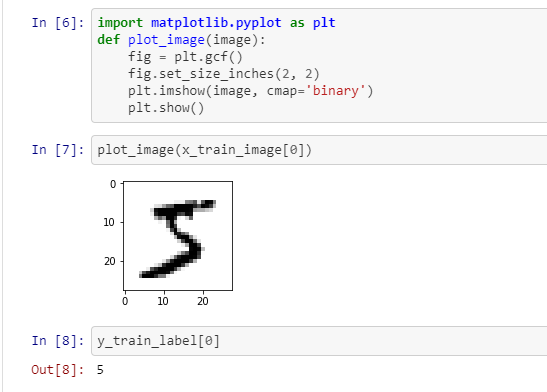 In [6]: import matplotlib.pyplot as plt
def plot_image(image):
    fig = plt.gcf()
    fig.set_size_inches(2, 2)
    plt.imshow(image, cmap='binary')
    plt.show()
In [7]: plot_image(x_train_image[0])
0
10
20
5
0 10 20
In [8]: y_train_label[0]
Out[8]: 5